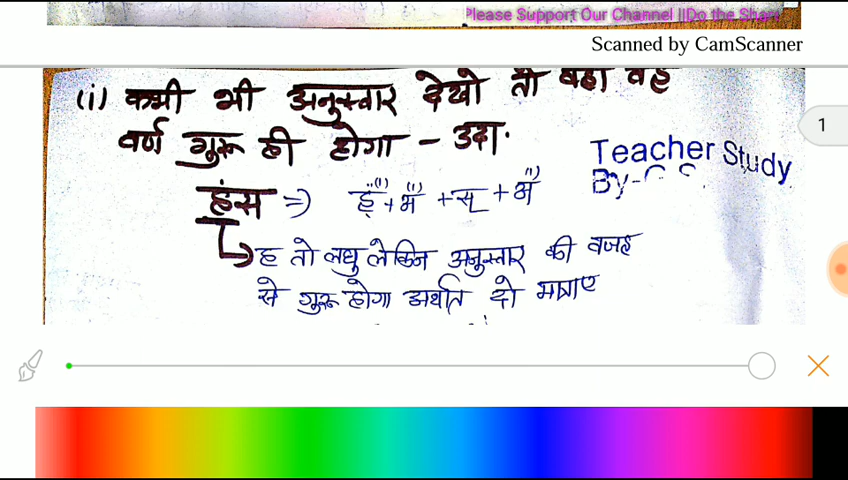 Please Support Our Channel ||Do the Share
Scanned by CamScanner
1
(i) कभी भी अनुस्वार देखो तो वहा वह
वर्ण गुरू ही होगा – उदा.
Teacher Study
By-
हंस ⇒ ह् + अं + स् + अ
ह तो लघु लेकिन अनुस्तार की वजह
से गुरू होगा अर्थात दो मात्राए